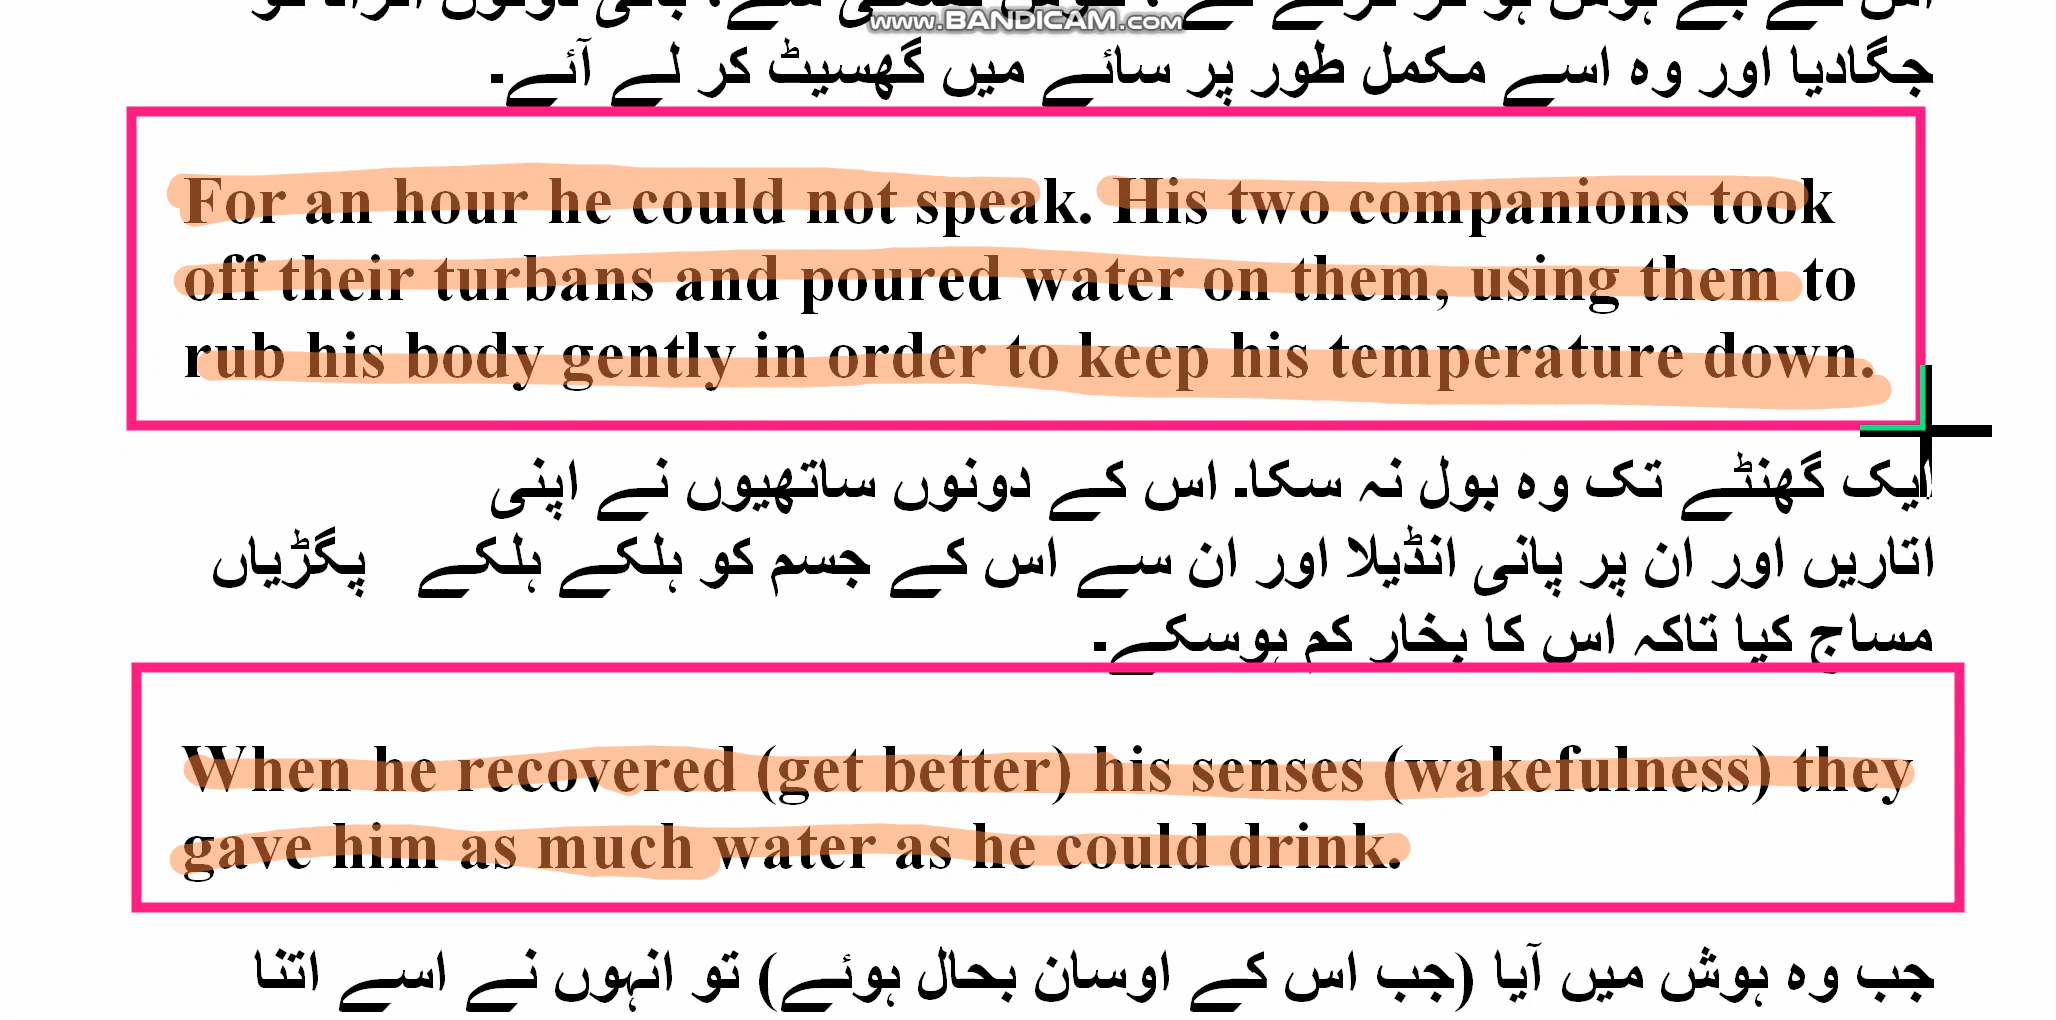 www.BANDICAM.com
جگادیا اور وہ اسے مکمل طور پر سائے میں گھسیٹ کر لے آئے۔
For an hour he could not speak. His two companions took
off their turbans and poured water on them, using them to
rub his body gently in order to keep his temperature down.
ایک گھنٹے تک وہ بول نہ سکا۔ اس کے دونوں ساتھیوں نے اپنی
اتاریں اور ان پر پانی انڈیلا اور ان سے اس کے جسم کو ہلکے ہلکے پگڑیاں
مساج کیا تاکہ اس کا بخار کم ہوسکے۔
When he recovered (get better) his senses (wakefulness) they
gave him as much water as he could drink.
جب وہ ہوش میں آیا (جب اس کے اوسان بحال ہوئے) تو انہوں نے اسے اتنا